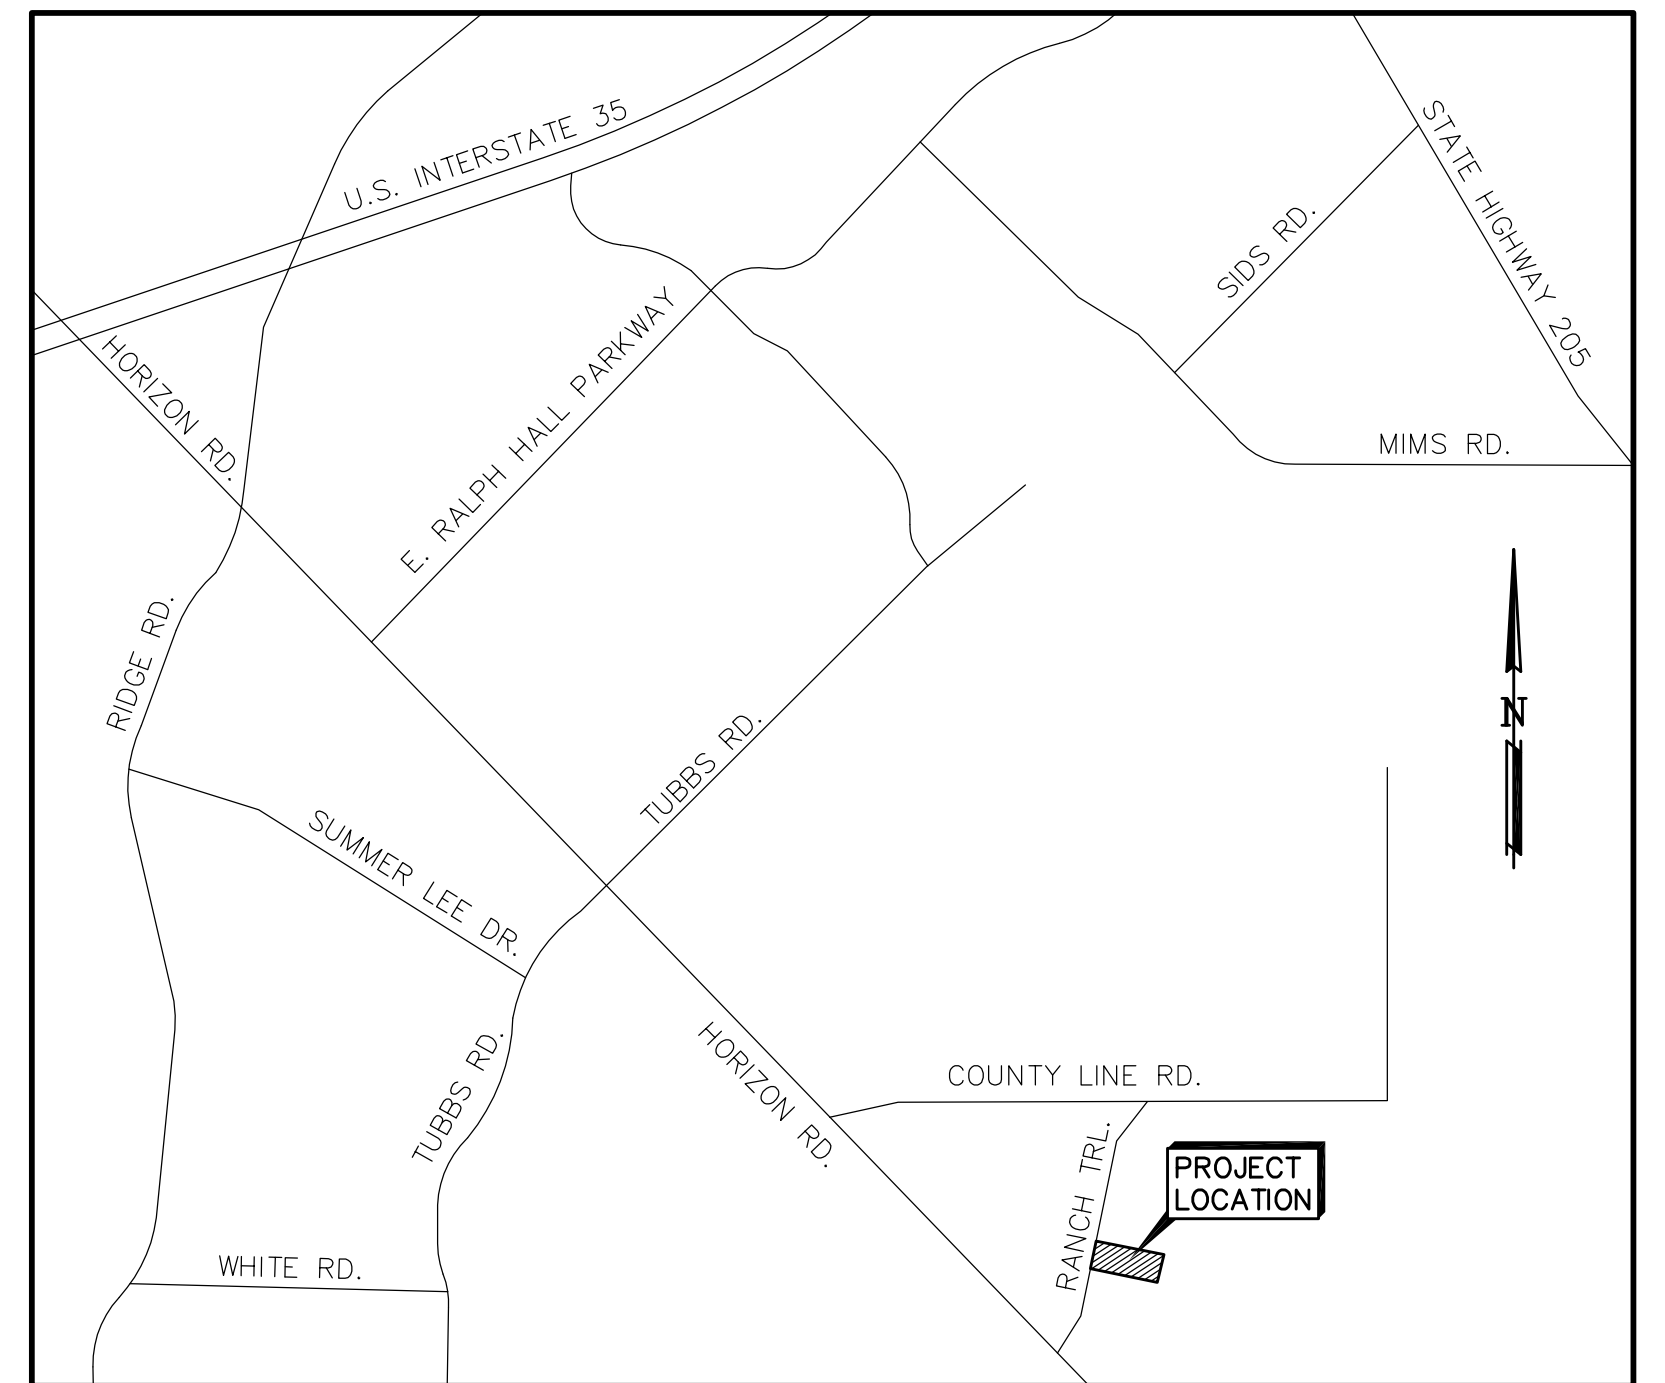 U.S. INTERSTATE 35
STATE HIGHWAY 205
SIDS RD.
HORIZON RD.
E. RALPH HALL PARKWAY
MIMS RD.
RIDGE RD.
N
TUBBS RD.
SUMMER LEE DR.
TUBBS RD.
HORIZON RD.
COUNTY LINE RD.
RANCH TRL.
PROJECT
LOCATION
WHITE RD.